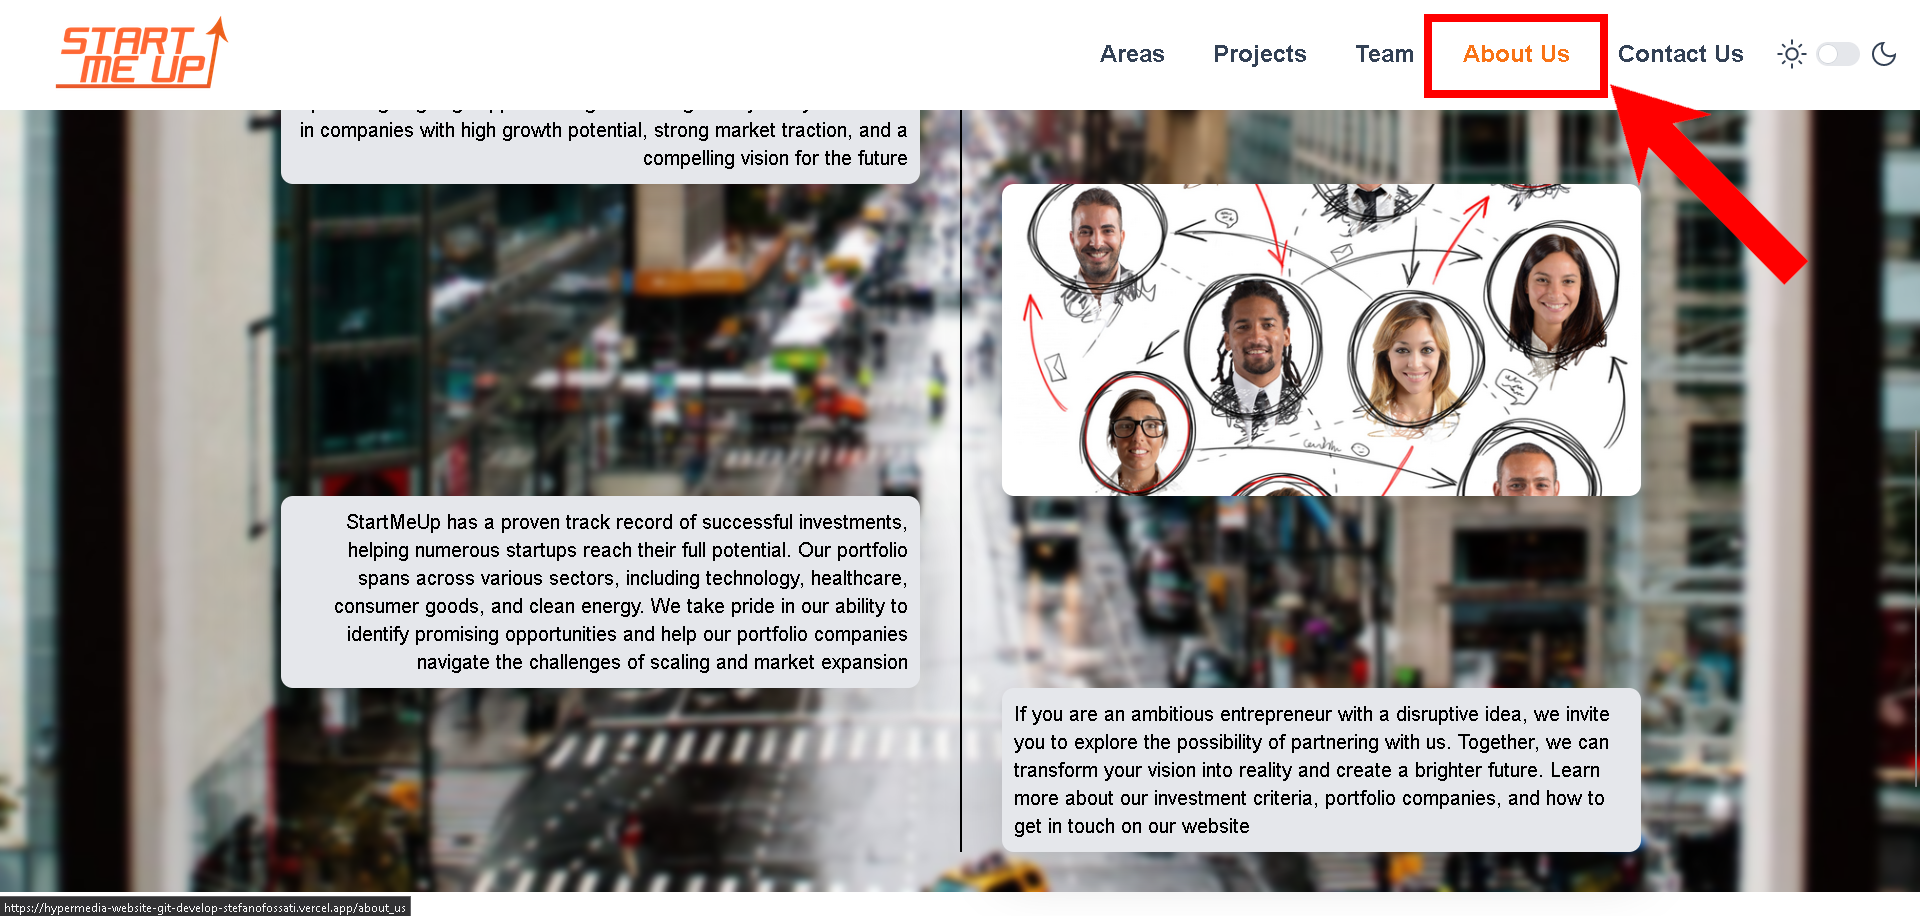 START
ME UP
Areas
Projects
Team
About Us
Contact Us
in companies with high growth potential, strong market traction, and a
compelling vision for the future
StartMeUp has a proven track record of successful investments,
helping numerous startups reach their full potential. Our portfolio
spans across various sectors, including technology, healthcare,
consumer goods, and clean energy. We take pride in our ability to
identify promising opportunities and help our portfolio companies
navigate the challenges of scaling and market expansion
If you are an ambitious entrepreneur with a disruptive idea, we invite
you to explore the possibility of partnering with us. Together, we can
transform your vision into reality and create a brighter future. Learn
more about our investment criteria, portfolio companies, and how to
get in touch on our website
https://hypermedia-website-git-develop-stefanofossati.vercel.app/about_us